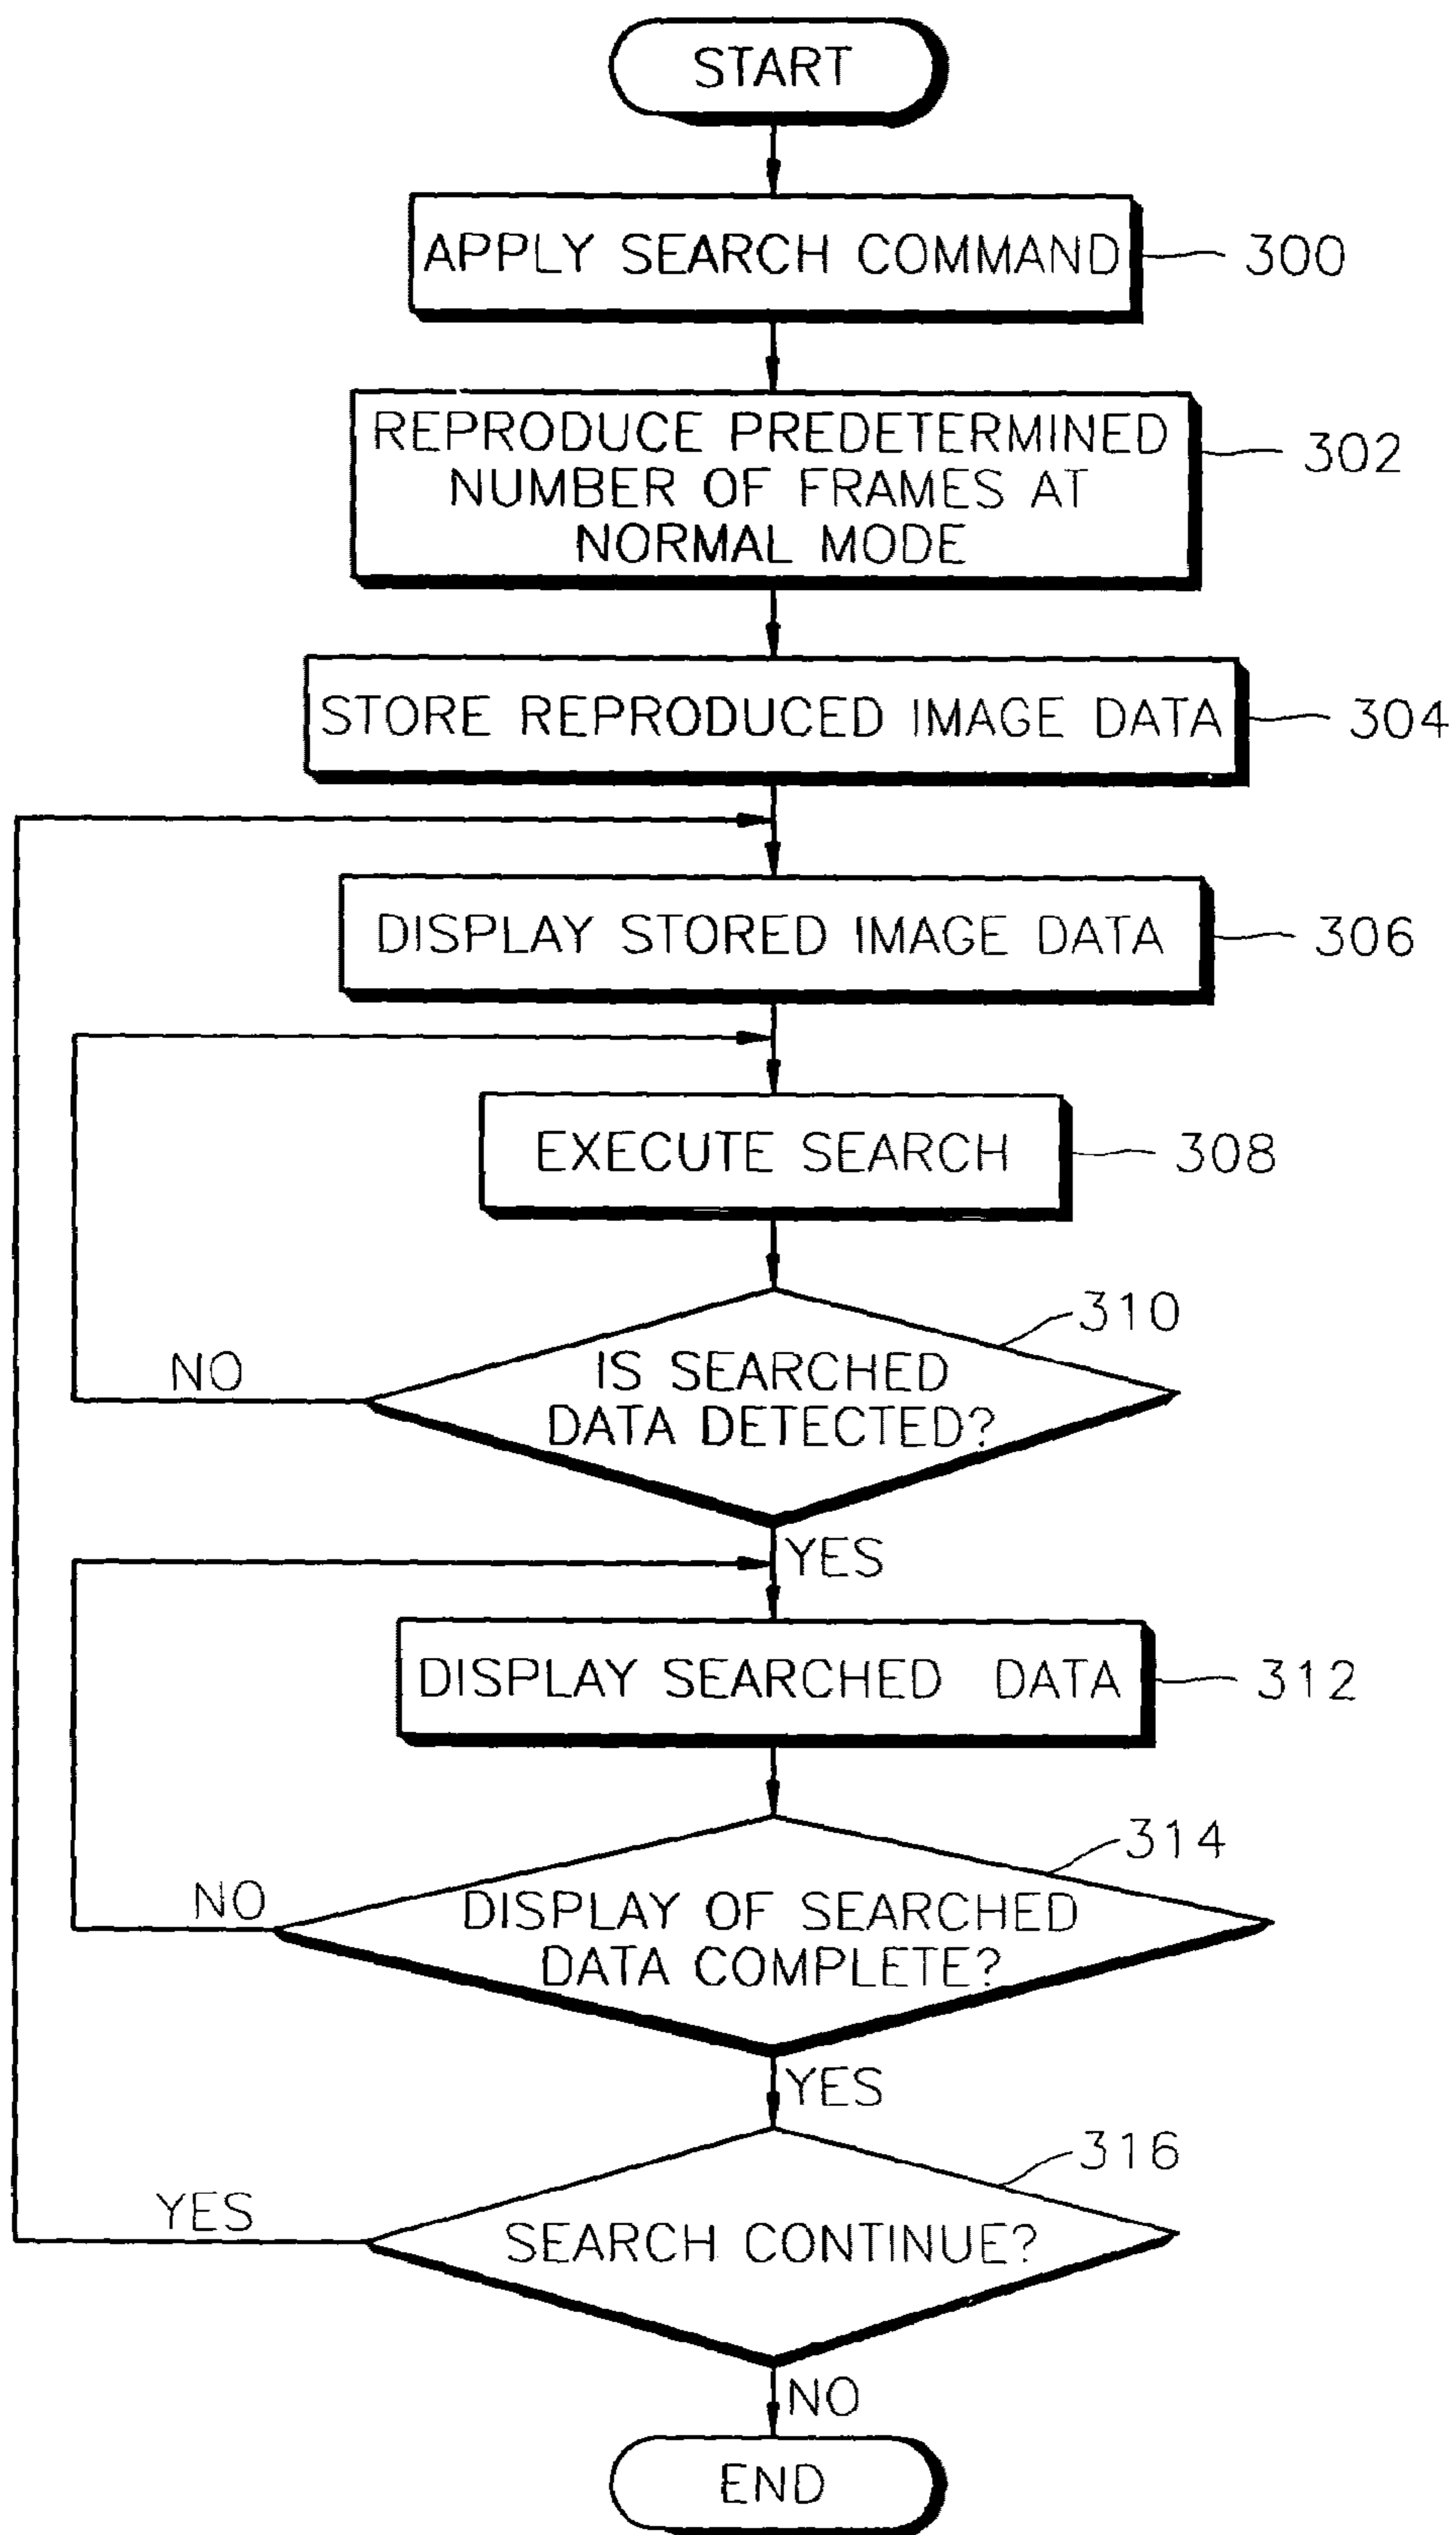 START
APPLY SEARCH COMMAND
300
REPRODUCE PREDETERMINED
NUMBER OF FRAMES AT
NORMAL MODE
302
STORE REPRODUCED IMAGE DATA
304
DISPLAY STORED IMAGE DATA
306
EXECUTE SEARCH
308
310
IS SEARCHED
DATA DETECTED?
NO
YES
DISPLAY SEARCHED DATA
312
314
DISPLAY OF SEARCHED
DATA COMPLETE?
NO
YES
316
SEARCH CONTINUE?
YES
NO
END